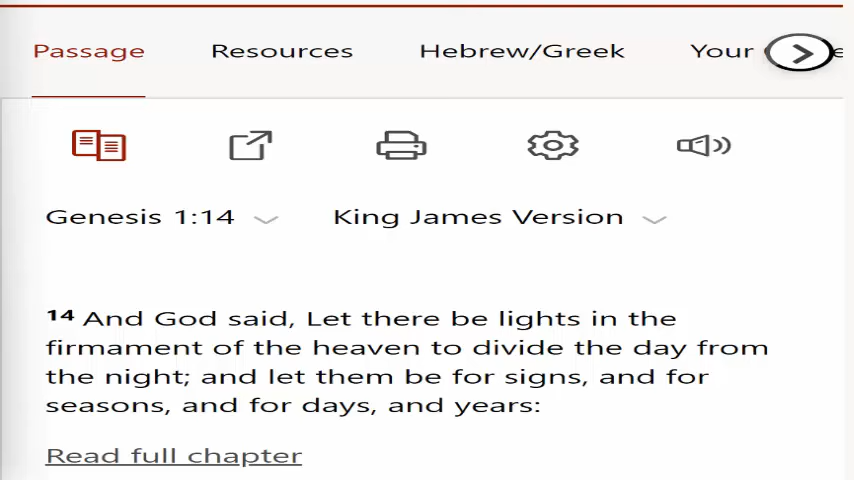 Passage Resources Hebrew/Greek Your
Genesis 1:14 King James Version
14 And God said, Let there be lights in the
firmament of the heaven to divide the day from
the night; and let them be for signs, and for
seasons, and for days, and years:
Read full chapter